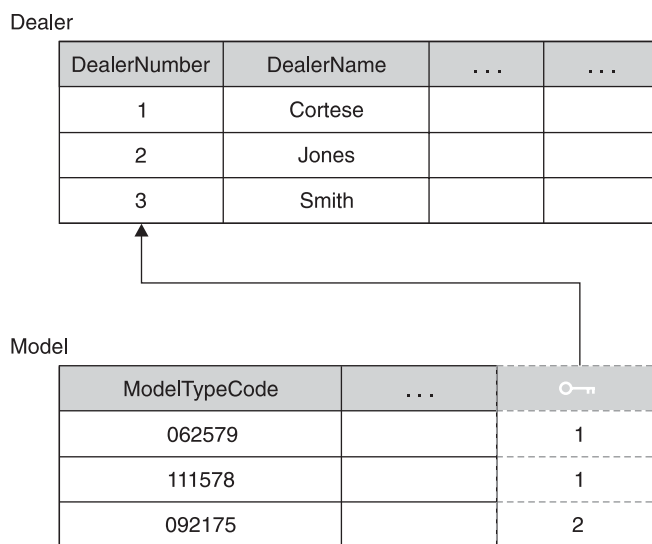 Dealer
DealerNumber DealerName . . . . . .
1 Cortese
2 Jones
3 Smith
Model
ModelTypeCode . . .
062579 1
111578 1
092175 2